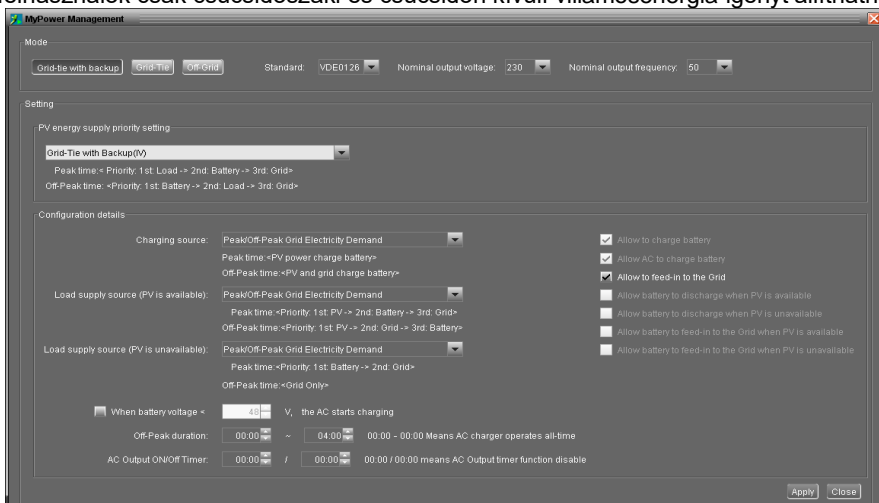 felhasználók csak csúcsidőszaki és csúcsidőn kívüli villamosenergia igényt állíthatn
MyPower Management
Mode
Grid-tie with backup Grid-Tie Off-Grid Standard: VDE0126 Nominal output voltage: 230 Nominal output frequency: 50
Setting
PV energy supply priority setting
Grid-Tie with Backup(IV)
Peak time:< Priority: 1st: Load -> 2nd: Battery -> 3rd: Grid>
Off-Peak time: <Priority: 1st: Battery -> 2nd: Load -> 3rd: Grid>
Configuration details
Charging source: Peak/Off-Peak Grid Electricity Demand
Peak time:<PV power charge battery>
Off-Peak time:<PV and grid charge battery>
Load supply source (PV is available): Peak/Off-Peak Grid Electricity Demand
Peak time:<Priority: 1st: PV -> 2nd: Battery -> 3rd: Grid>
Off-Peak time:<Priority: 1st: PV -> 2nd: Grid -> 3rd: Battery>
Load supply source (PV is unavailable): Peak/Off-Peak Grid Electricity Demand
Peak time:<Priority: 1st: Battery -> 2nd: Grid>
Off-Peak time:<Grid Only>
Allow to charge battery
Allow AC to charge battery
Allow to feed-in to the Grid
Allow battery to discharge when PV is available
Allow battery to discharge when PV is unavailable
Allow battery to feed-in to the Grid when PV is available
Allow battery to feed-in to the Grid when PV is unavailable
When battery voltage < 48 V, the AC starts charging
Off-Peak duration: 00:00 ~ 04:00 00:00 - 00:00 Means AC charger operates all-time
AC Output ON/Off Timer: 00:00 / 00:00 00:00 / 00:00 means AC Output timer function disable
Apply Close